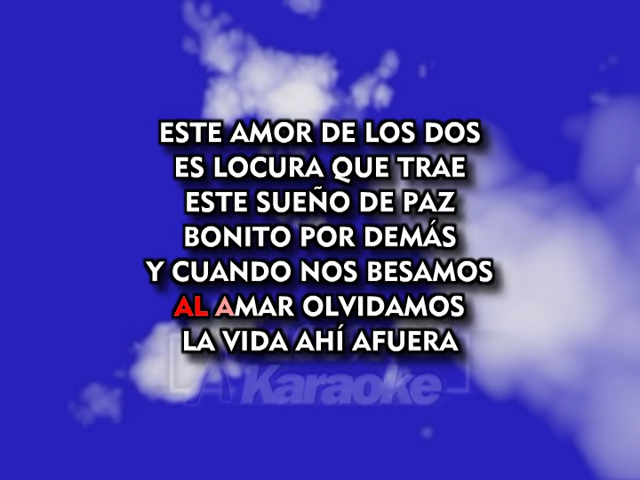 ESTE AMOR DE LOS DOS
ES LOCURA QUE TRAE
ESTE SUEÑO DE PAZ
BONITO POR DEMÁS
Y CUANDO NOS BESAMOS
AL AMAR OLVIDAMOS
LA VIDA AHÍ AFUERA
Karaoke